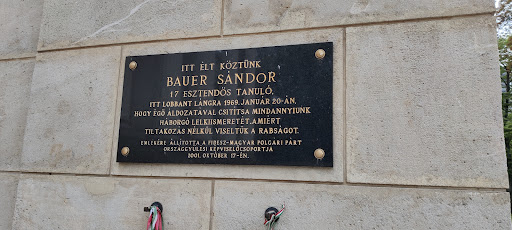 ITT ÉLT KÖZTÜNK
BAUER SÁNDOR
17 ESZTENDŐS TANULÓ,
ITT LOBBANT LÁNGRA 1969. JANUÁR 20-ÁN,
HOGY ÉGŐ ÁLDOZATÁVAL CSITÍTSA MINDANNYIUNK
HÁBORGÓ LELKIISMERETÉT, AMIÉRT
TILTAKOZÁS NÉLKÜL VISELTÜK A RABSÁGOT.
EMLÉKÉRE ÁLLÍTOTTA A FIDESZ-MAGYAR POLGÁRI PÁRT
ORSZÁGGYŰLÉSI KÉPVISELŐCSOPORTJA
2001. OKTÓBER 17-ÉN.